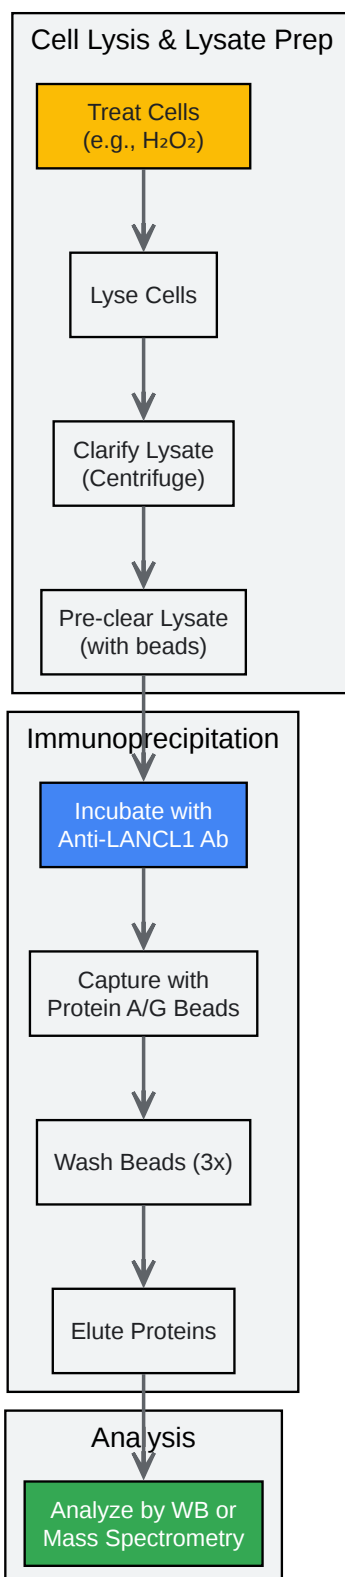 Cell Lysis & Lysate Prep
Treat Cells
(e.g., H₂O₂)
Lyse Cells
Clarify Lysate
(Centrifuge)
Pre-clear Lysate
(with beads)
Immunoprecipitation
Incubate with
Anti-LANCL1 Ab
Capture with
Protein A/G Beads
Wash Beads (3x)
Elute Proteins
Analysis
Analyze by WB or
Mass Spectrometry